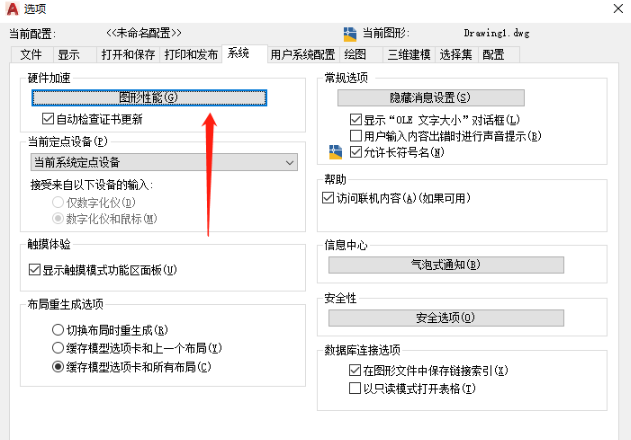 选项
当前配置: <<未命名配置>> 当前图形: Drawing1.dwg
文件 显示 打开和保存 打印和发布 系统 用户系统配置 绘图 三维建模 选择集 配置
硬件加速
图形性能(G)
自动检查证书更新
当前定点设备(P)
当前系统定点设备
接受来自以下设备的输入:
仅数字化仪(D)
数字化仪和鼠标(M)
触摸体验
显示触摸模式功能区面板(U)
布局重生成选项
切换布局时重生成(R)
缓存模型选项卡和上一个布局(Y)
缓存模型选项卡和所有布局(C)
常规选项
隐藏消息设置(S)
显示“OLE 文字大小”对话框(L)
用户输入内容出错时进行声音提示(B)
允许长符号名(N)
帮助
访问联机内容(A)(如果可用)
信息中心
气泡式通知(B)
安全性
安全选项(O)
数据库连接选项
在图形文件中保存链接索引(X)
以只读模式打开表格(T)